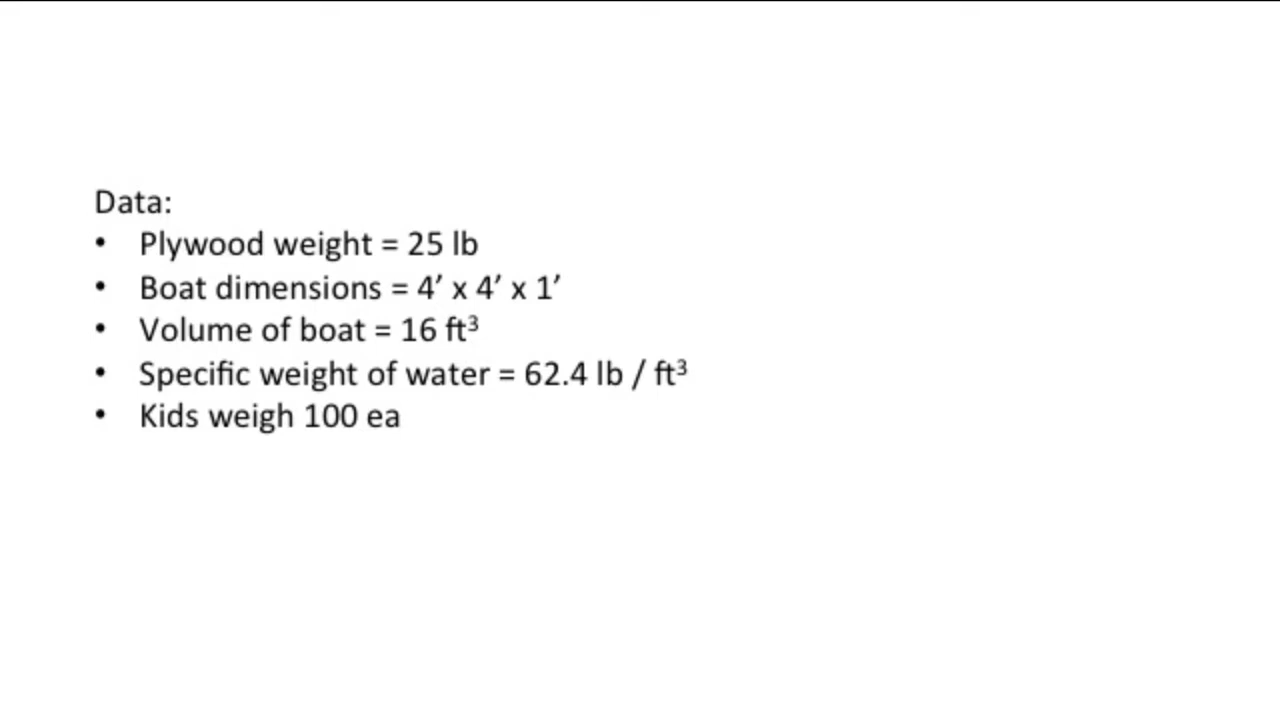 Data:
• Plywood weight = 25 lb
• Boat dimensions = 4’ x 4’ x 1’
• Volume of boat = 16 ft³
• Specific weight of water = 62.4 lb / ft³
• Kids weigh 100 ea